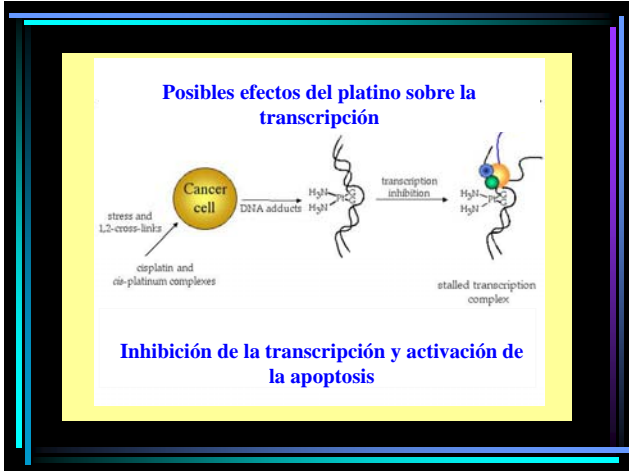 Posibles efectos del platino sobre la
transcripción
Cancer
cell
stress and
1,2-cross-links
cisplatin and
cis-platinum complexes
DNA adducts
H3N
H3N
Pt
G
G
transcription
inhibition
H3N
H3N
Pt
G
G
stalled transcription
complex
Inhibición de la transcripción y activación de
la apoptosis